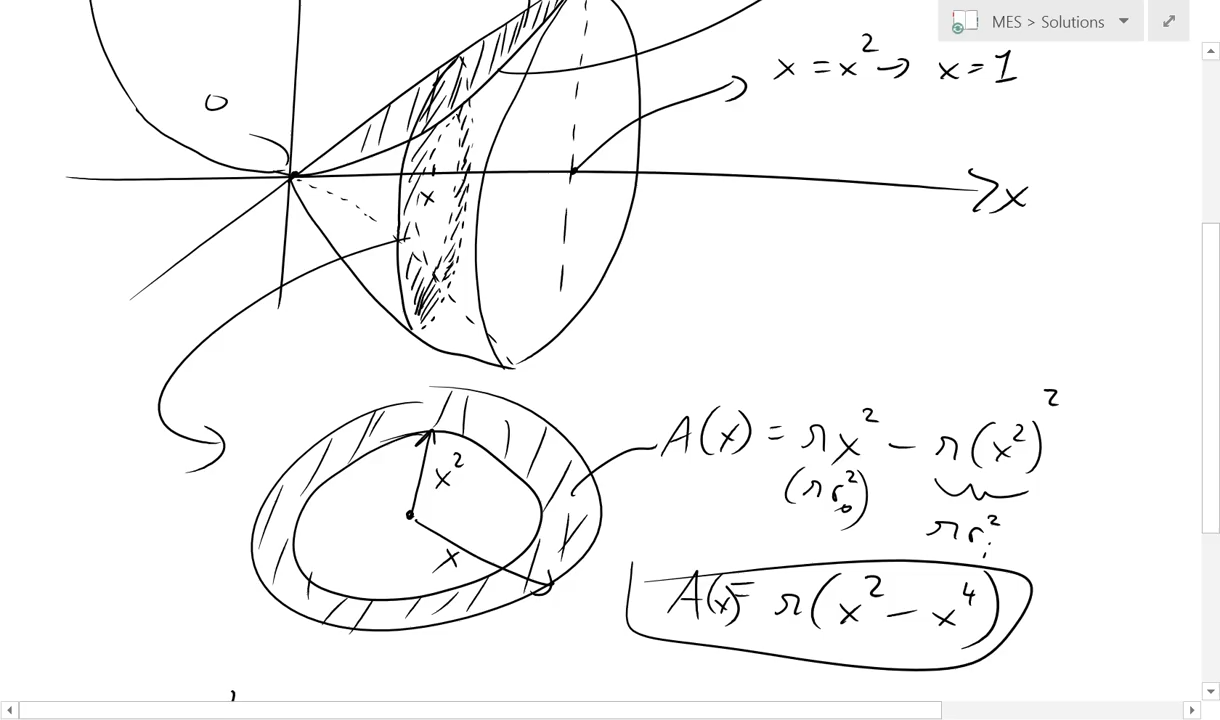 MES > Solutions
x = x² → x = 1
0
x
x
A(x) = πx² − π(x²)²
x²
(πr₀²)
πrᵢ²
x
A(x) = π(x² − x⁴)